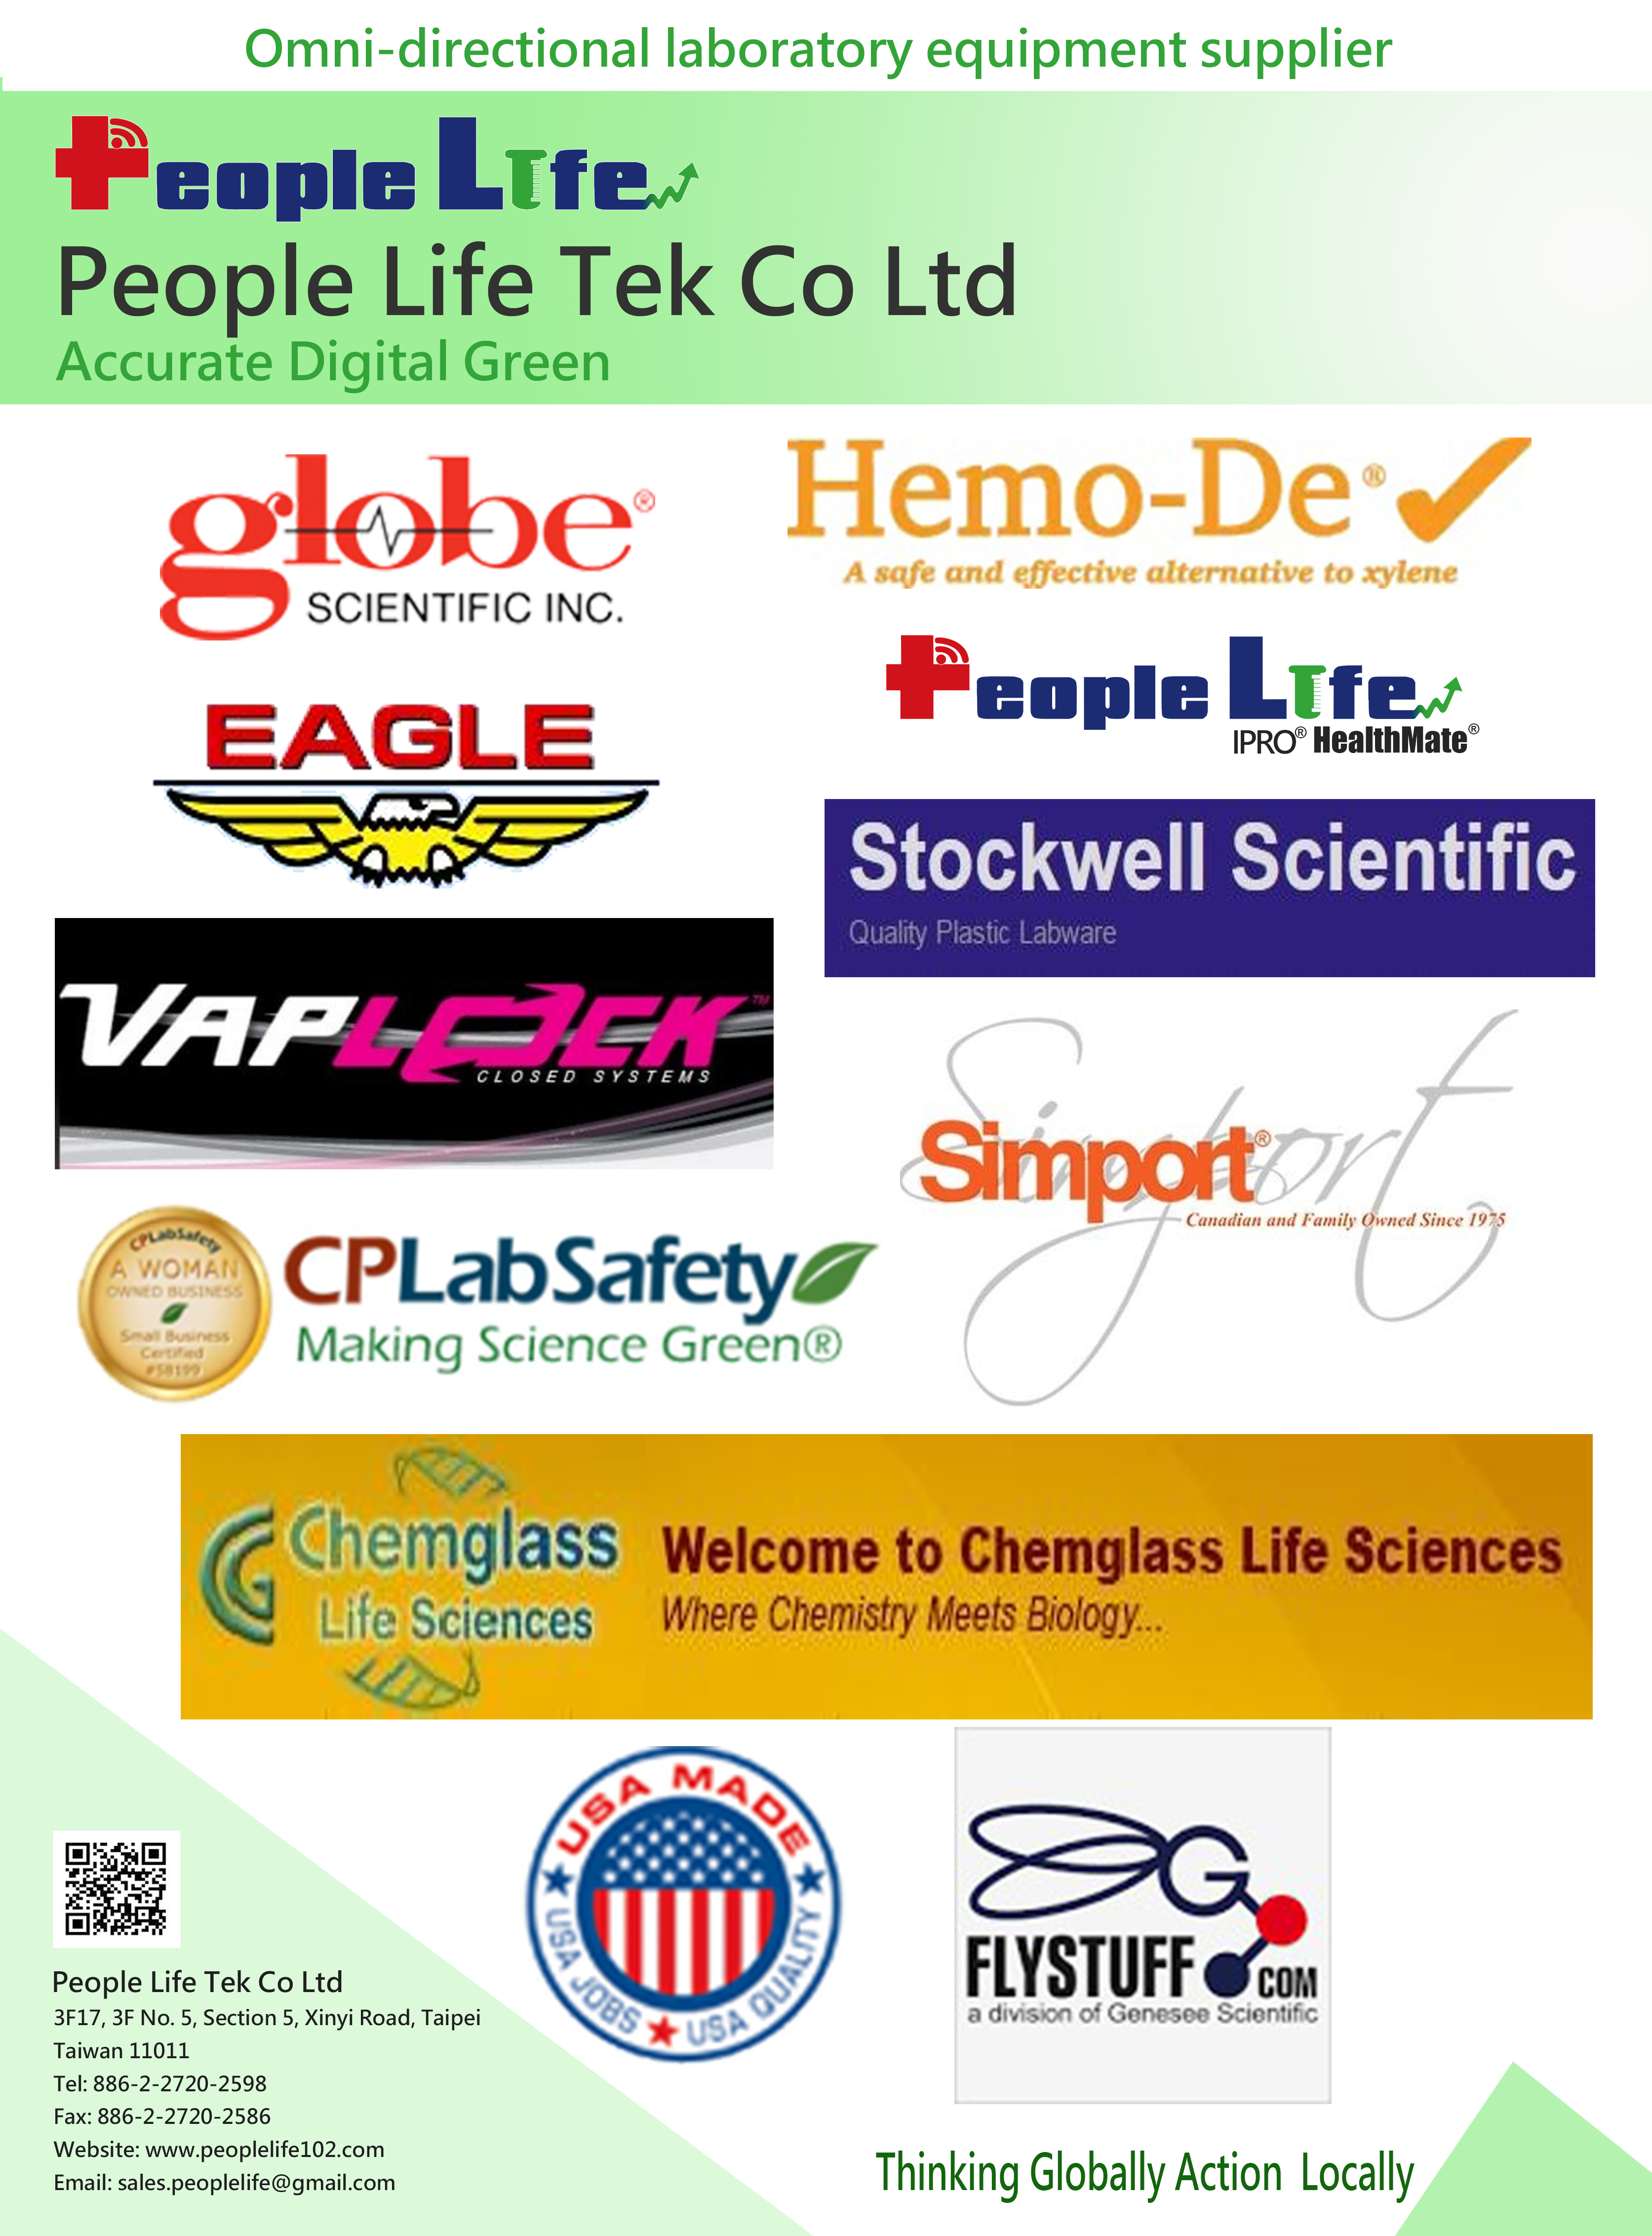 Omni-directional laboratory equipment supplier
People Life
People Life Tek Co Ltd
Accurate Digital Green
globe®
SCIENTIFIC INC.
Hemo-De®
A safe and effective alternative to xylene
People Life
IPRO® HealthMate®
EAGLE
Stockwell Scientific
Quality Plastic Labware
VAPLOCK™
CLOSED SYSTEMS
Simport
Simport®
Canadian and Family Owned Since 1975
CPLabSafety
A WOMAN
OWNED BUSINESS
Small Business
Certified
#58199
CPLabSafety
Making Science Green®
Chemglass
Life Sciences
Welcome to Chemglass Life Sciences
Where Chemistry Meets Biology...
USA MADE
USA JOBS ★ USA QUALITY
G
FLYSTUFF.COM
a division of Genesee Scientific
People Life Tek Co Ltd
3F17, 3F No. 5, Section 5, Xinyi Road, Taipei
Taiwan 11011
Tel: 886-2-2720-2598
Fax: 886-2-2720-2586
Website: www.peoplelife102.com
Email: sales.peoplelife@gmail.com
Thinking Globally Action Locally